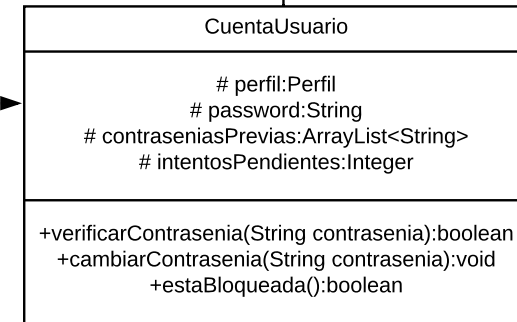 CuentaUsuario
# perfil:Perfil
# password:String
# contraseniasPrevias:ArrayList<String>
# intentosPendientes:Integer
+verificarContrasenia(String contrasenia):boolean
+cambiarContrasenia(String contrasenia):void
+estaBloqueada():boolean